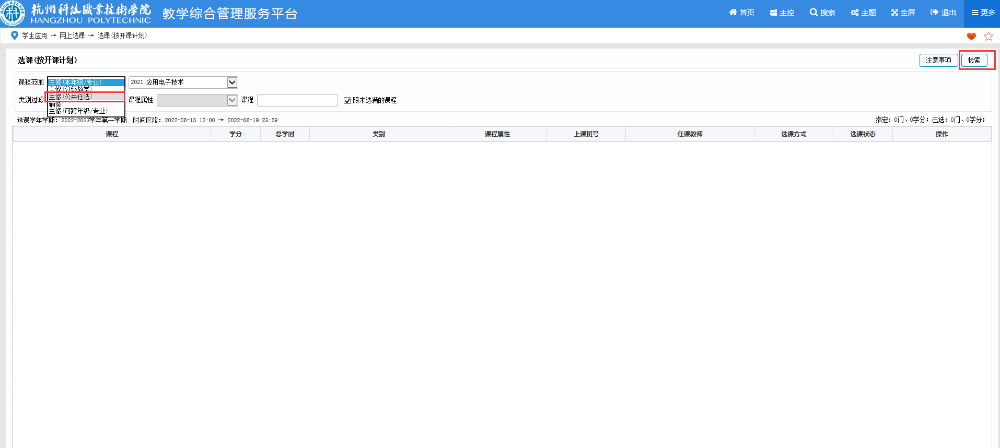 杭州科技職業技術學院
HANGZHOU POLYTECHNIC
教学综合管理服务平台
首页 主控 搜索 主题 全屏 退出 更多
学生应用 → 网上选课 → 选课(按开课计划)
选课(按开课计划)
注意事项 检索
课程范围 主修(本年级/专业) 2021|应用电子技术
主修(分级教学)
主修(公共任选)
类别过滤 课程属性 课程 限未选满的课程
辅修
主修(可跨年级/专业)
选课学年学期：2022-2023学年第一学期 时间区段：2022-06-15 12:00 → 2022-06-19 23:59
指定：0门、0学分；已选：0门、0学分；
课程 学分 总学时 类别 课程属性 上课班号 任课教师 选课方式 选课状态 操作